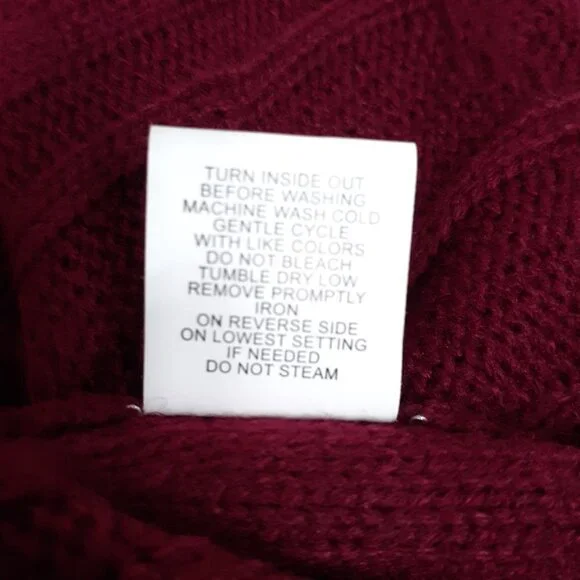 TURN INSIDE OUT
BEFORE WASHING
MACHINE WASH COLD
GENTLE CYCLE
WITH LIKE COLORS
DO NOT BLEACH
TUMBLE DRY LOW
REMOVE PROMPTLY
IRON
ON REVERSE SIDE
ON LOWEST SETTING
IF NEEDED
DO NOT STEAM